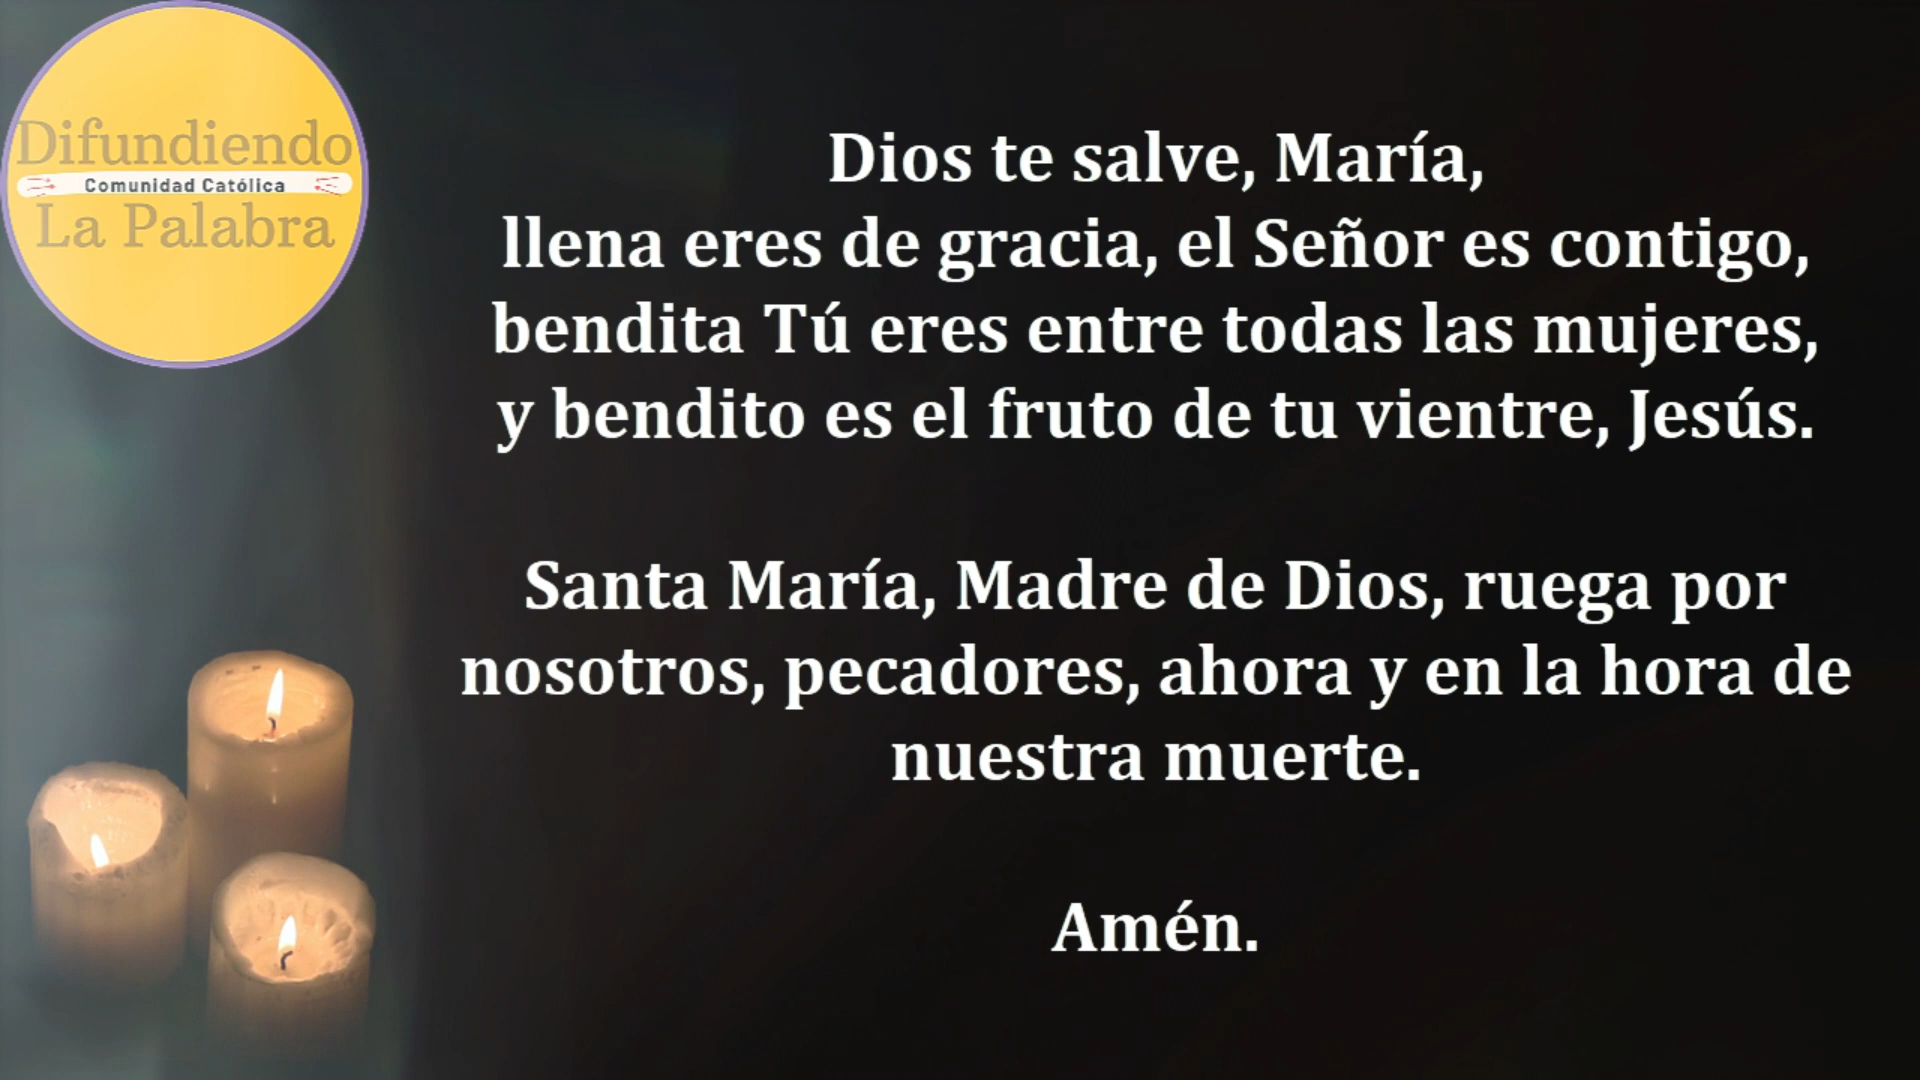 Difundiendo
Comunidad Católica
La Palabra
Dios te salve, María,
llena eres de gracia, el Señor es contigo,
bendita Tú eres entre todas las mujeres,
y bendito es el fruto de tu vientre, Jesús.
Santa María, Madre de Dios, ruega por
nosotros, pecadores, ahora y en la hora de
nuestra muerte.
Amén.